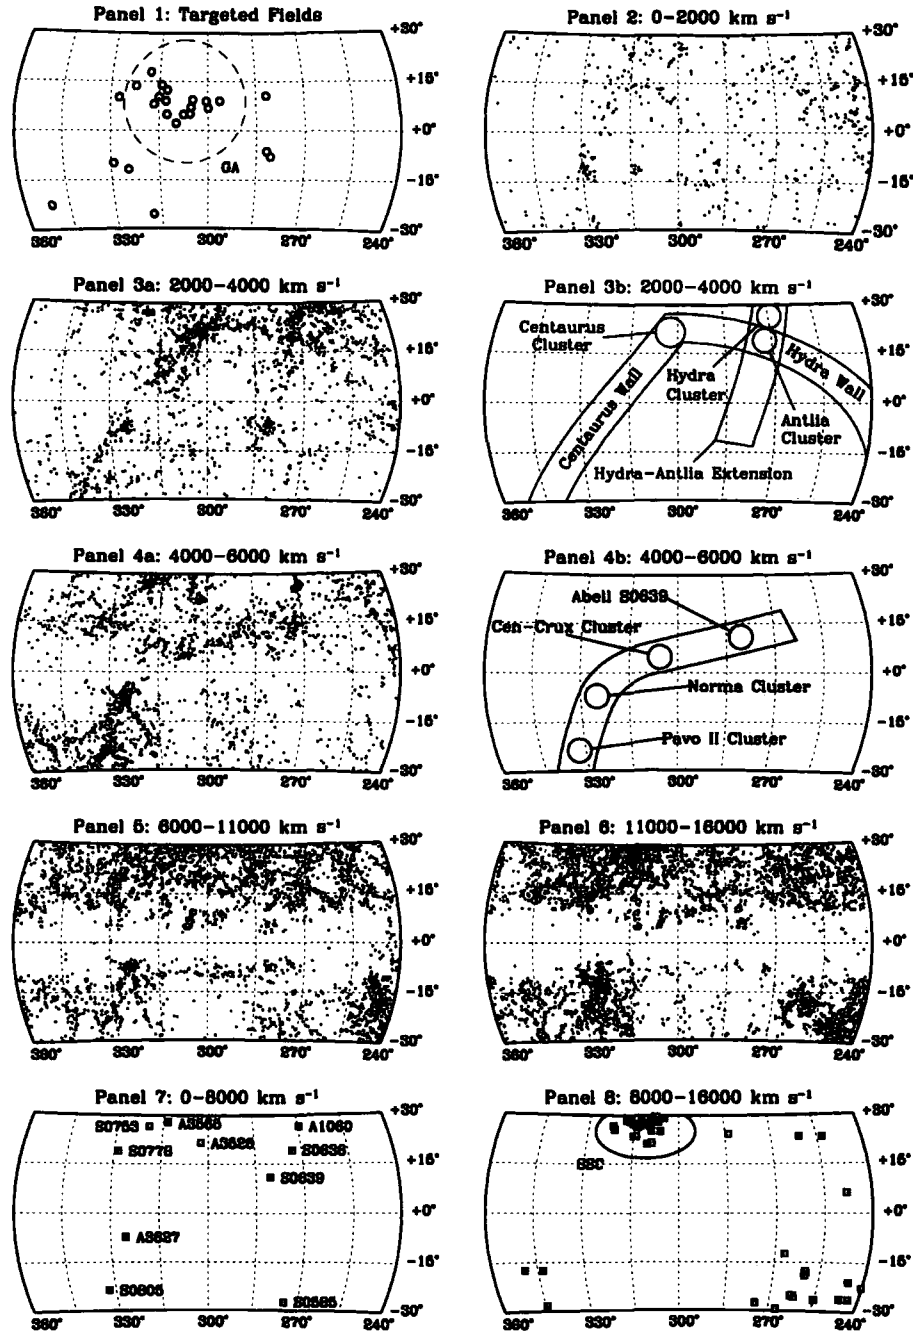 Panel 1: Targeted Fields
+30°
+15°
+0°
−15°
−30°
GA
360° 330° 300° 270° 240°
Panel 2: 0−2000 km s⁻¹
+30°
+15°
+0°
−15°
−30°
360° 330° 300° 270° 240°
Panel 3a: 2000−4000 km s⁻¹
+30°
+15°
+0°
−15°
−30°
360° 330° 300° 270° 240°
Panel 3b: 2000−4000 km s⁻¹
+30°
Centaurus
Cluster
+15°
Hydra Wall
Hydra
Cluster
+0°
Centaurus Wall
Antlia
Cluster
−15°
Hydra−Antlia Extension
−30°
360° 330° 300° 270° 240°
Panel 4a: 4000−6000 km s⁻¹
+30°
+15°
+0°
−15°
−30°
360° 330° 300° 270° 240°
Panel 4b: 4000−6000 km s⁻¹
+30°
Abell S0639
+15°
Cen−Crux Cluster
+0°
Norma Cluster
−15°
Pavo II Cluster
−30°
360° 330° 300° 270° 240°
Panel 5: 6000−11000 km s⁻¹
+30°
+15°
+0°
−15°
−30°
360° 330° 300° 270° 240°
Panel 6: 11000−16000 km s⁻¹
+30°
+15°
+0°
−15°
−30°
360° 330° 300° 270° 240°
Panel 7: 0−8000 km s⁻¹
+30°
S0753 A3565 A1060
A3526
S0778 S0636
+15°
S0639
+0°
A3627
−15°
S0805 S0585
−30°
360° 330° 300° 270° 240°
Panel 8: 8000−16000 km s⁻¹
+30°
SSC
+15°
+0°
−15°
−30°
360° 330° 300° 270° 240°